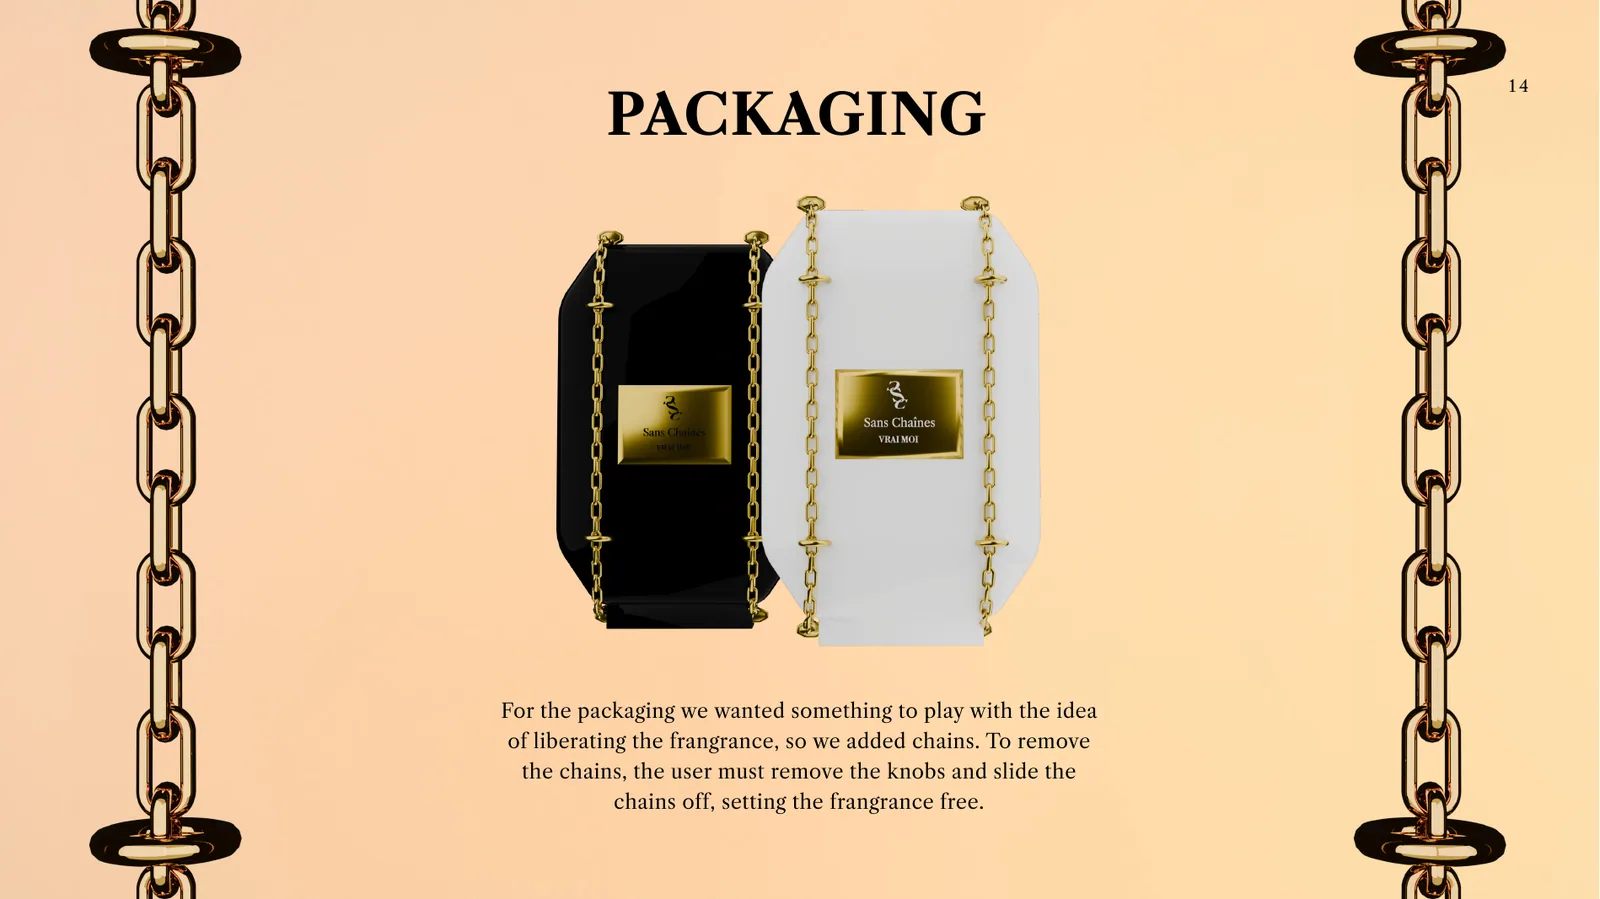 14
PACKAGING
Sans Chaînes
Sans Chaînes
VRAI MOI
For the packaging we wanted something to play with the idea
of liberating the frangrance, so we added chains. To remove
the chains, the user must remove the knobs and slide the
chains off, setting the frangrance free.